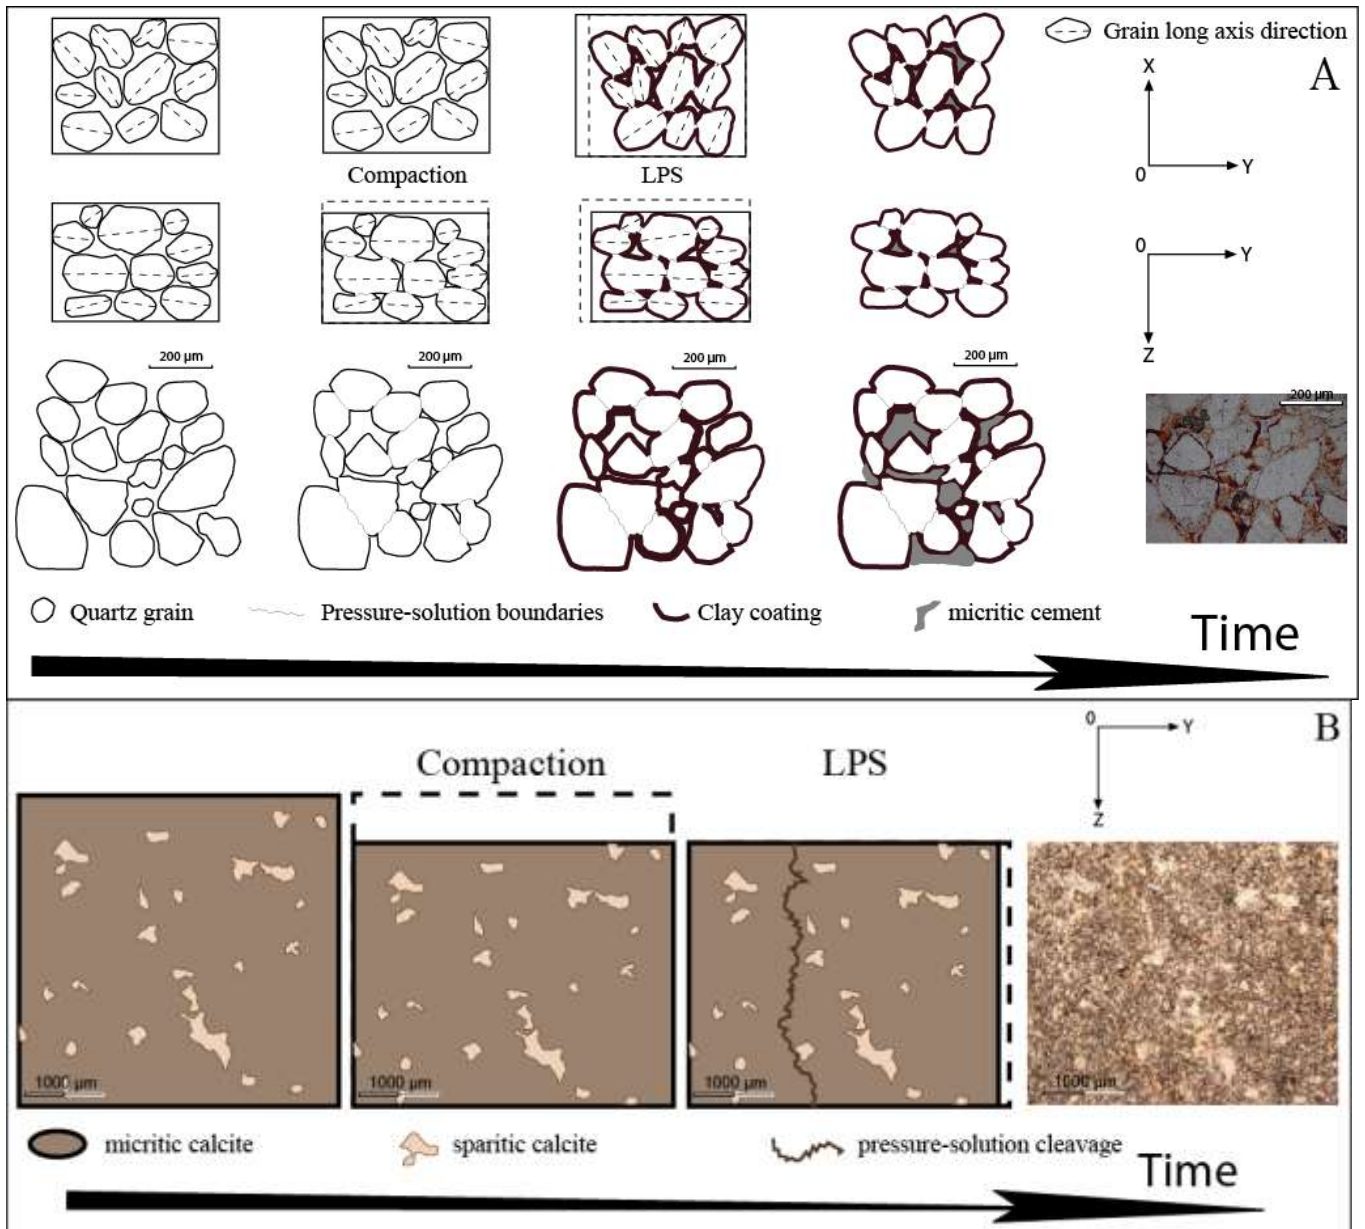 Grain long axis direction
A
X
0
Y
Compaction
LPS
0
Y
Z
200 µm
200 µm
200 µm
200 µm
Quartz grain
Pressure-solution boundaries
Clay coating
micritic cement
Time
B
0
Y
Z
Compaction
LPS
1000 µm
1000 µm
1000 µm
1000 µm
micritic calcite
sparitic calcite
pressure-solution cleavage
Time